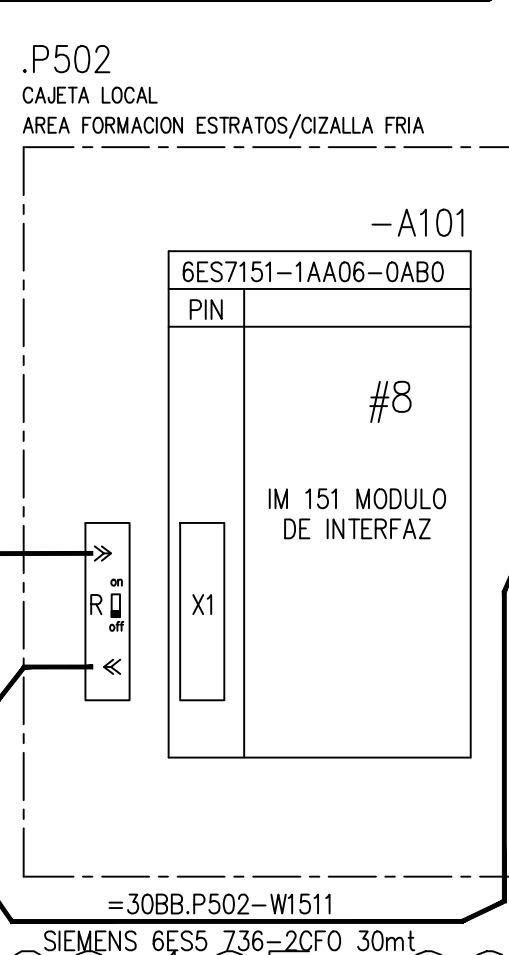 .P502
CAJETA LOCAL
AREA FORMACION ESTRATOS/CIZALLA FRIA
-A101
6ES7151-1AA06-0AB0
PIN
#8
IM 151 MODULO
DE INTERFAZ
on
R
off
X1
=30BB.P502-W1511
SIEMENS 6ES5 736-2CF0 30mt